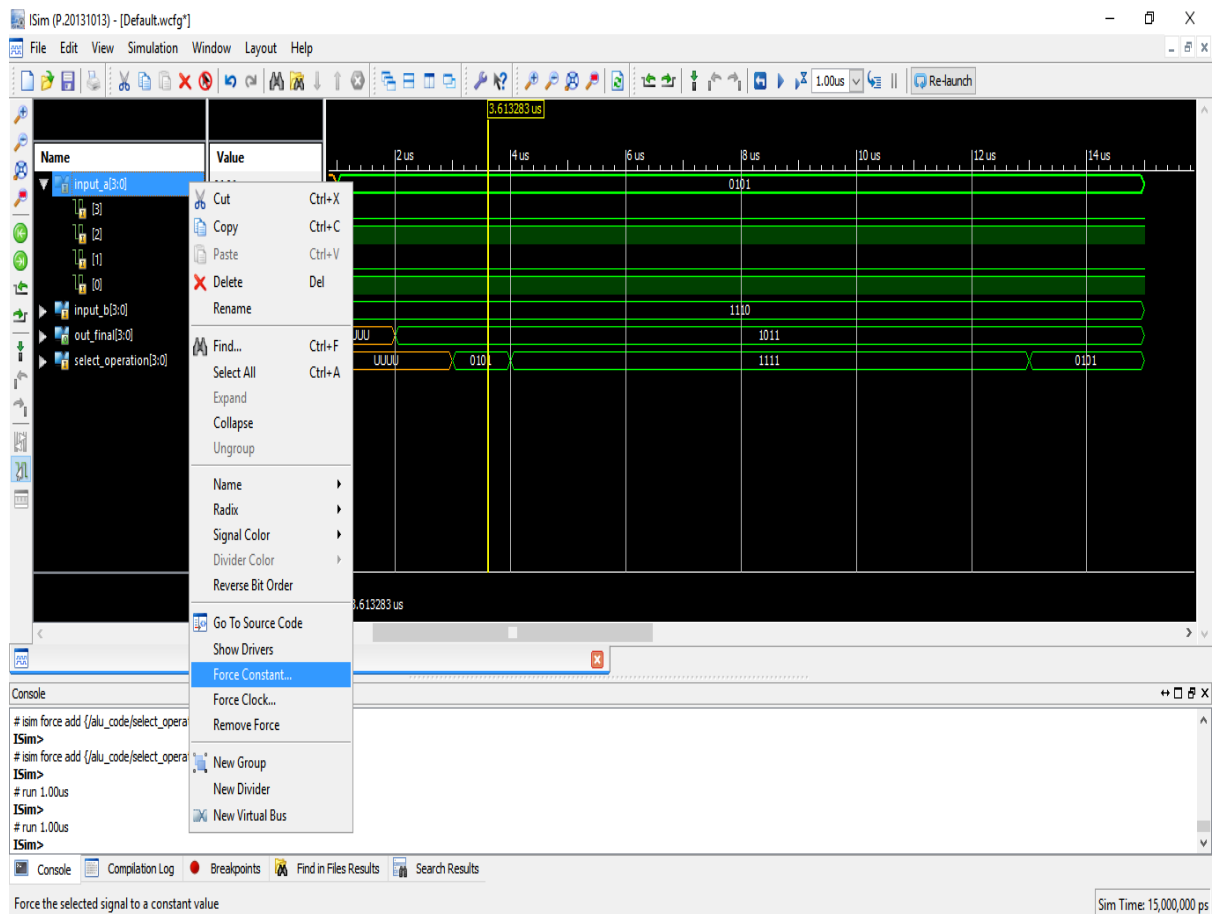 ISim (P.20131013) - [Default.wcfg*]
File Edit View Simulation Window Layout Help
1.00us Re-launch
3.613283 us
Name Value
2 us 4 us 6 us 8 us 10 us 12 us 14 us
input_a[3:0] 0101
[3]
[2]
[1]
[0]
input_b[3:0] 1110
out_final[3:0] UUU 1011
select_operation[3:0] UUUU 0101 1111 0101
Cut Ctrl+X
Copy Ctrl+C
Paste Ctrl+V
Delete Del
Rename
Find... Ctrl+F
Select All Ctrl+A
Expand
Collapse
Ungroup
Name
Radix
Signal Color
Divider Color
Reverse Bit Order
Go To Source Code
Show Drivers
Force Constant...
Force Clock...
Remove Force
New Group
New Divider
New Virtual Bus
3.613283 us
Console
# isim force add {/alu_code/select_opera
ISim>
# isim force add {/alu_code/select_opera
ISim>
# run 1.00us
ISim>
# run 1.00us
ISim>
Console Compilation Log Breakpoints Find in Files Results Search Results
Force the selected signal to a constant value Sim Time: 15,000,000 ps